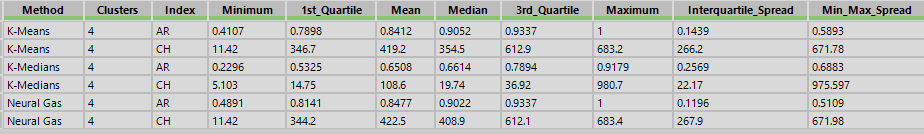 Method Clusters Index Minimum 1st_Quartile Mean Median 3rd_Quartile Maximum Interquartile_Spread Min_Max_Spread
K-Means 4 AR 0.4107 0.7898 0.8412 0.9052 0.9337 1 0.1439 0.5893
K-Means 4 CH 11.42 346.7 419.2 354.5 612.9 683.2 266.2 671.78
K-Medians 4 AR 0.2296 0.5325 0.6508 0.6614 0.7894 0.9179 0.2569 0.6883
K-Medians 4 CH 5.103 14.75 108.6 19.74 36.92 980.7 22.17 975.597
Neural Gas 4 AR 0.4891 0.8141 0.8477 0.9022 0.9337 1 0.1196 0.5109
Neural Gas 4 CH 11.42 344.2 422.5 408.9 612.1 683.4 267.9 671.98